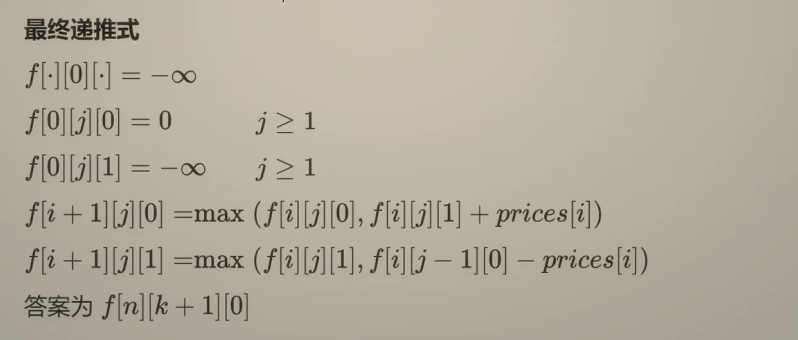 最终递推式
f[·][0][·] = −∞
f[0][j][0] = 0 j ≥ 1
f[0][j][1] = −∞ j ≥ 1
f[i + 1][j][0] =max (f[i][j][0], f[i][j][1] + prices[i])
f[i + 1][j][1] =max (f[i][j][1], f[i][j − 1][0] − prices[i])
答案为 f[n][k + 1][0]